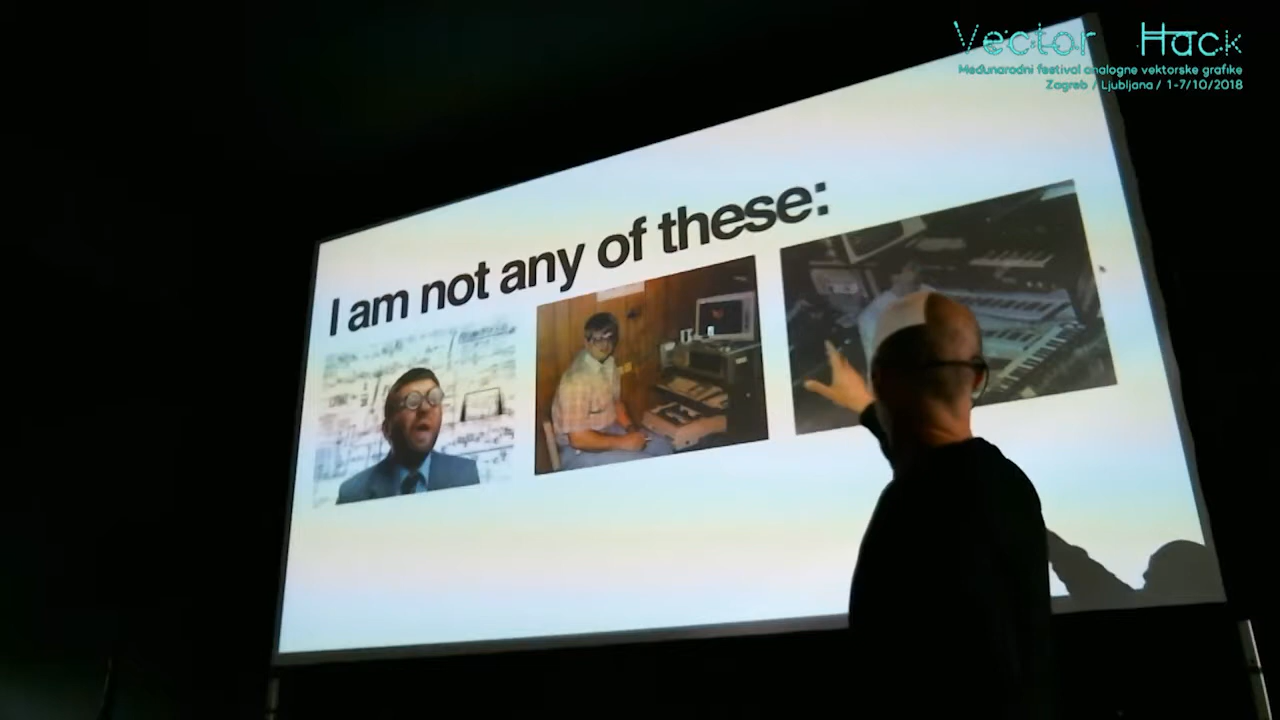 Vector Hack
Međunarodni festival analogne vektorske grafike
Zagreb / Ljubljana / 1-7/10/2018
I am not any of these: